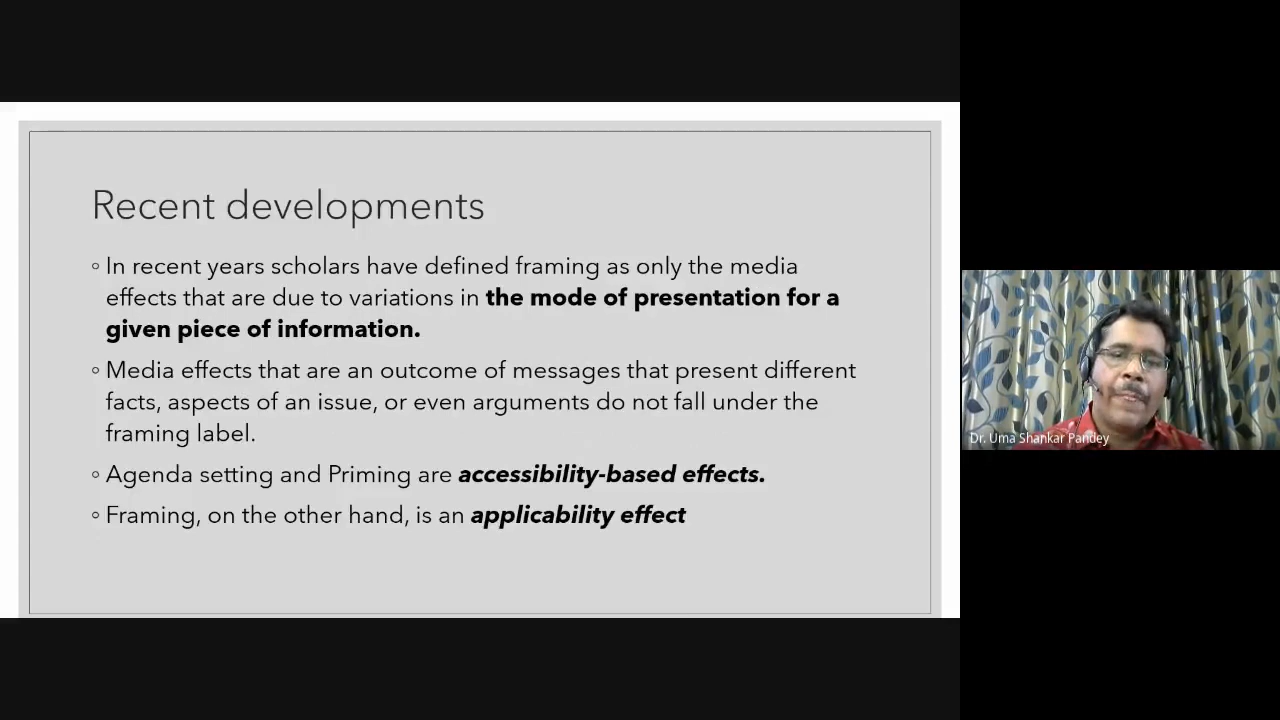 Recent developments
◦ In recent years scholars have defined framing as only the media
effects that are due to variations in the mode of presentation for a
given piece of information.
◦ Media effects that are an outcome of messages that present different
facts, aspects of an issue, or even arguments do not fall under the
framing label.
◦ Agenda setting and Priming are accessibility-based effects.
◦ Framing, on the other hand, is an applicability effect
Dr. Uma Shankar Pandey